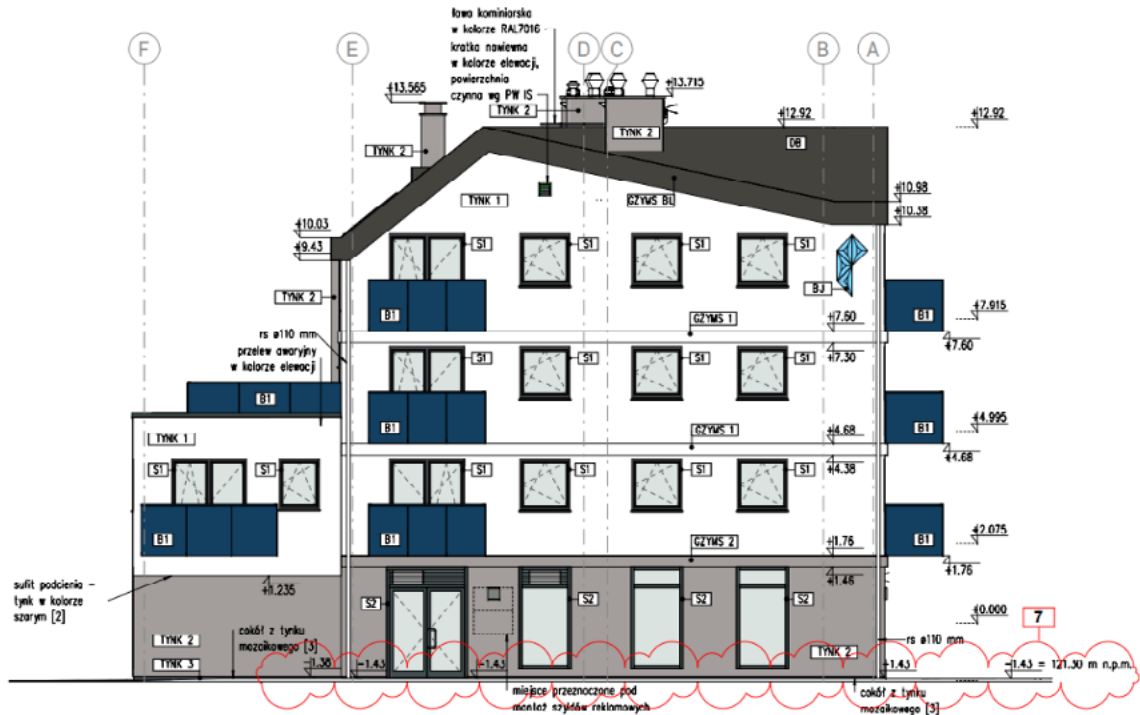 ława kominiarska
w kolorze RAL7016
kratka nawiewna
w kolorze elewacji,
powierzchnia
czynna wg PW IS
F
E
D
C
B
A
+13.565
+13.715
TYNK 2
TYNK 2
+12.92
+12.92
DB
TYNK 2
TYNK 1
GZYMS BL
+10.98
+10.38
+10.03
+9.43
S1
S1
S1
S1
BJ
TYNK 2
B1
B1
+7.915
GZYMS 1
+7.60
+7.60
+7.30
rs ø110 mm
przelew awaryjny
w kolorze elewacji
S1
S1
S1
S1
B1
B1
B1
+4.995
GZYMS 1
+4.68
+4.68
+4.38
TYNK 1
S1
S1
S1
S1
S1
S1
B1
B1
B1
+2.075
GZYMS 2
+1.76
+1.76
+1.46
sufit podcienia –
tynk w kolorze
szarym [2]
+1.235
S2
S2
S2
S2
±0.000
7
TYNK 2
cokół z tynku
mozaikowego [3]
rs ø110 mm
TYNK 2
TYNK 3
-1.38
-1.43
-1.43
-1.43
-1.43 = 121.30 m n.p.m.
miejsce przeznaczone pod
montaż szyldów reklamowych
cokół z tynku
mozaikowego [3]